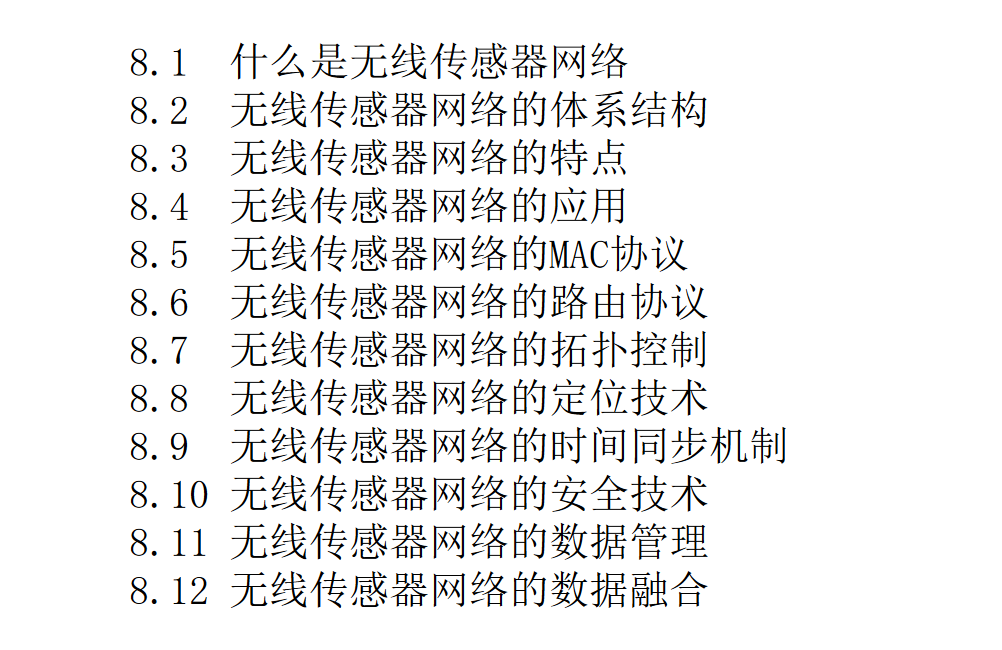 8.1 什么是无线传感器网络
8.2 无线传感器网络的体系结构
8.3 无线传感器网络的特点
8.4 无线传感器网络的应用
8.5 无线传感器网络的MAC协议
8.6 无线传感器网络的路由协议
8.7 无线传感器网络的拓扑控制
8.8 无线传感器网络的定位技术
8.9 无线传感器网络的时间同步机制
8.10 无线传感器网络的安全技术
8.11 无线传感器网络的数据管理
8.12 无线传感器网络的数据融合